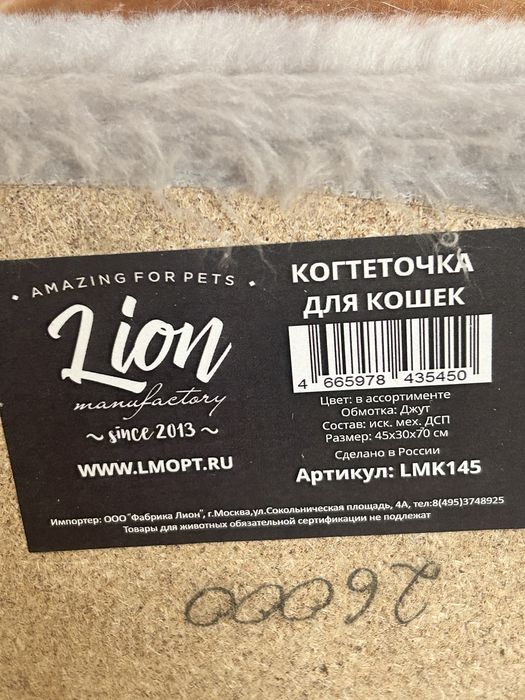 AMAZING FOR PETS
Lion
manufactory
~ since 2013 ~
WWW.LMOPT.RU
КОГТЕТОЧКА
ДЛЯ КОШЕК
4 665978 435450
Цвет: в ассортименте
Обмотка: Джут
Состав: иск. мех. ДСП
Размер: 45х30х70 см
Сделано в России
Артикул: LMK145
Импортер: ООО "Фабрика Лион", г.Москва,ул.Сокольническая площадь, 4А, тел:8(495)3748925
Товары для животных обязательной сертификации не подлежат
26000